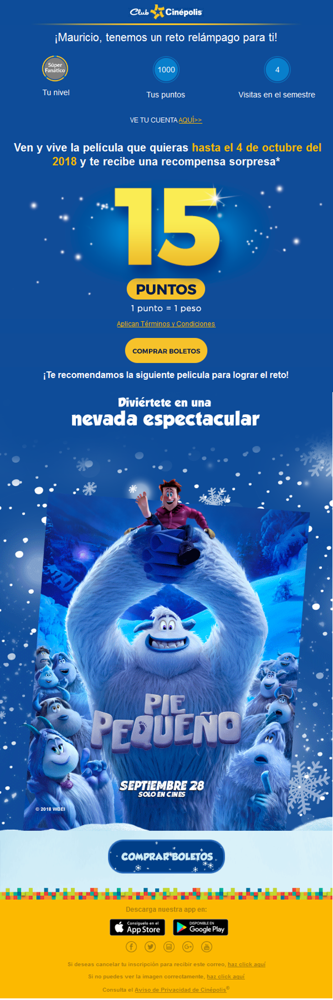 Club Cinépolis
¡Mauricio, tenemos un reto relámpago para ti!
Súper
Fanático
1000
4
Tu nivel
Tus puntos
Visitas en el semestre
VE TU CUENTA AQUÍ>>
Ven y vive la película que quieras hasta el 4 de octubre del
2018 y te recibe una recompensa sorpresa*
15
PUNTOS
1 punto = 1 peso
Aplican Términos y Condiciones
COMPRAR BOLETOS
¡Te recomendamos la siguiente pelicula para lograr el reto!
Diviértete en una
nevada espectacular
PIE
PEQUEÑO
SEPTIEMBRE 28
SOLO EN CINES
© 2018 WBEI
COMPRAR BOLETOS
Descarga nuestra app en:
Consíguelo en el
App Store
DISPONIBLE EN
Google Play
Si deseas cancelar tu inscripción para recibir este correo, haz click aquí
Si no puedes ver la imagen correctamente, haz click aquí
Consulta el Aviso de Privacidad de Cinépolis®